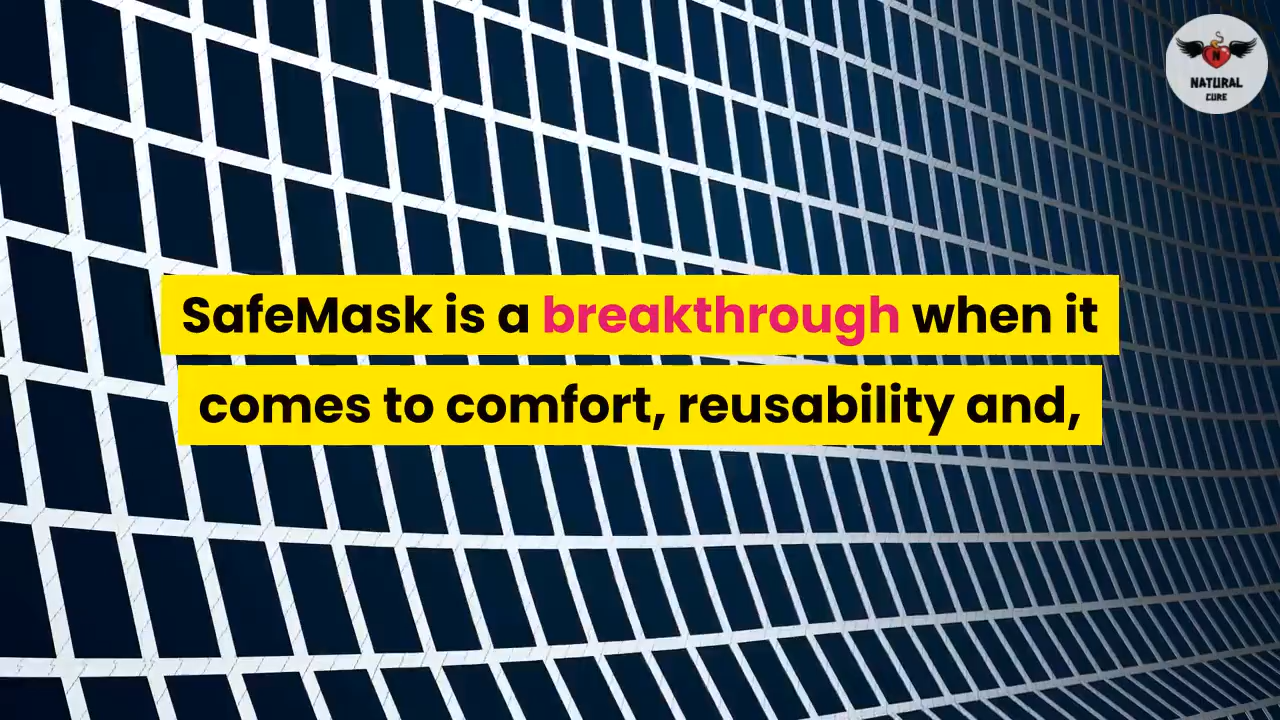 N
NATURAL
CURE
SafeMask is a breakthrough when it
comes to comfort, reusability and,